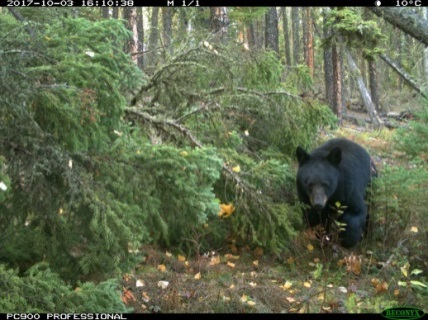 2017-10-03 16:10:38 M 1/1 10°C
PC900 PROFESSIONAL RECONYX